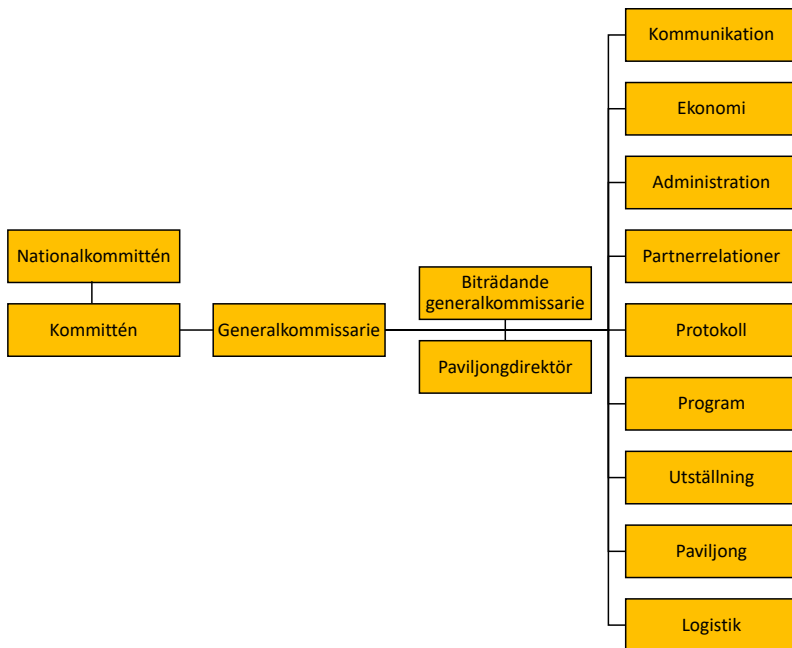 Nationalkommittén
Kommittén
Generalkommissarie
Biträdande
generalkommissarie
Paviljongdirektör
Kommunikation
Ekonomi
Administration
Partnerrelationer
Protokoll
Program
Utställning
Paviljong
Logistik